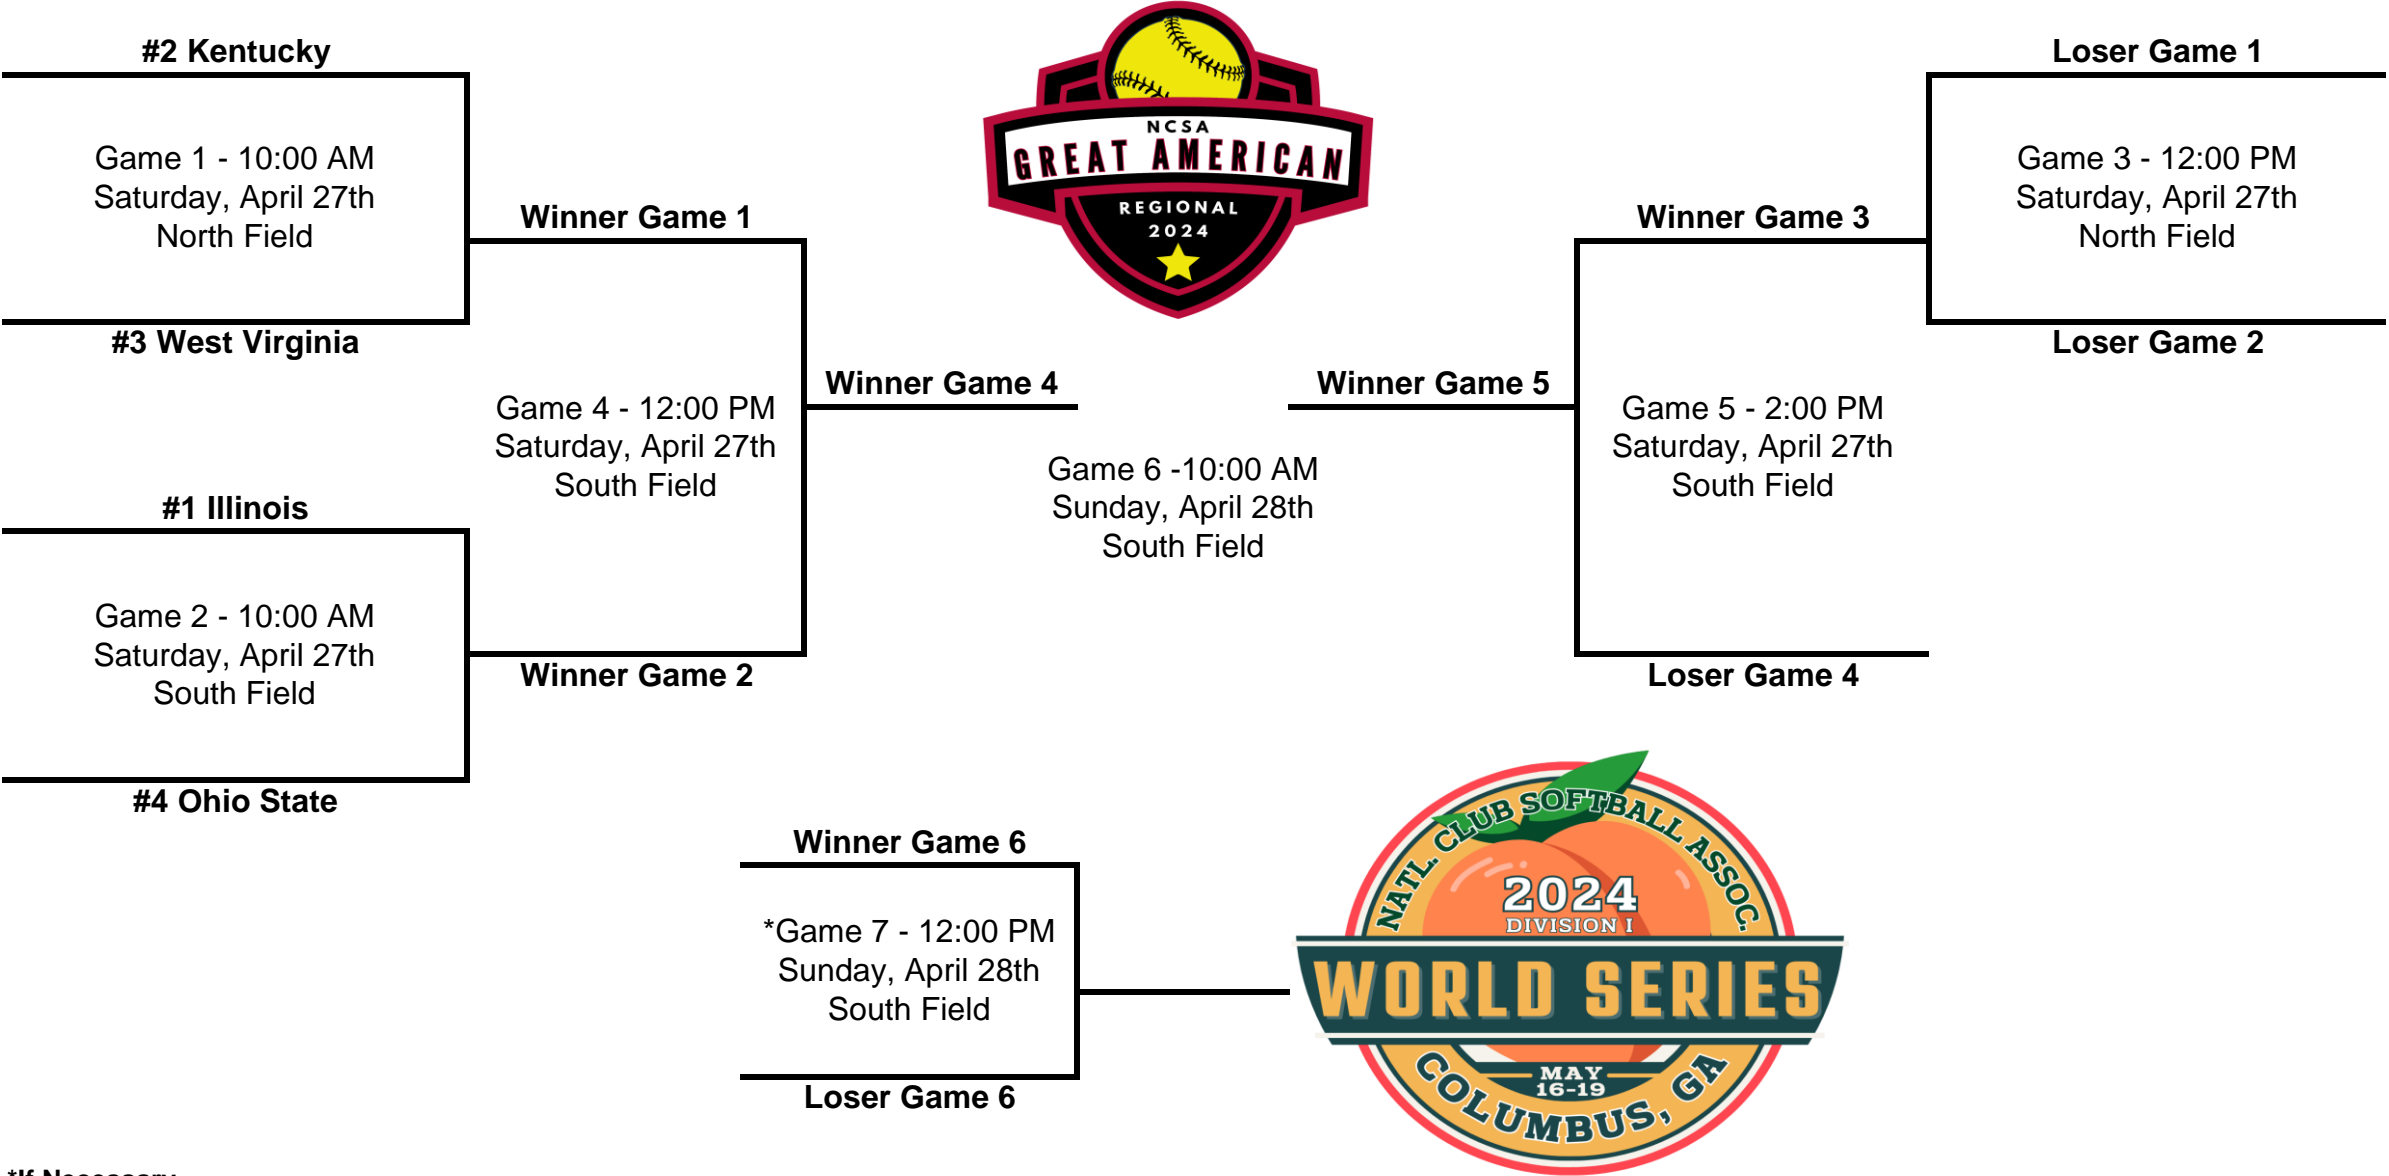 #2 Kentucky
Game 1 - 10:00 AM
Saturday, April 27th
North Field
#3 West Virginia
#1 Illinois
Game 2 - 10:00 AM
Saturday, April 27th
South Field
#4 Ohio State
Winner Game 1
Game 4 - 12:00 PM
Saturday, April 27th
South Field
Winner Game 2
Winner Game 4
NCSA
GREAT AMERICAN
REGIONAL
2024
Game 6 -10:00 AM
Sunday, April 28th
South Field
Winner Game 5
Winner Game 3
Game 5 - 2:00 PM
Saturday, April 27th
South Field
Loser Game 4
Loser Game 1
Game 3 - 12:00 PM
Saturday, April 27th
North Field
Loser Game 2
Winner Game 6
*Game 7 - 12:00 PM
Sunday, April 28th
South Field
Loser Game 6
NATL. CLUB SOFTBALL ASSOC.
2024
DIVISION I
WORLD SERIES
MAY
16-19
COLUMBUS, GA
*If Necessary